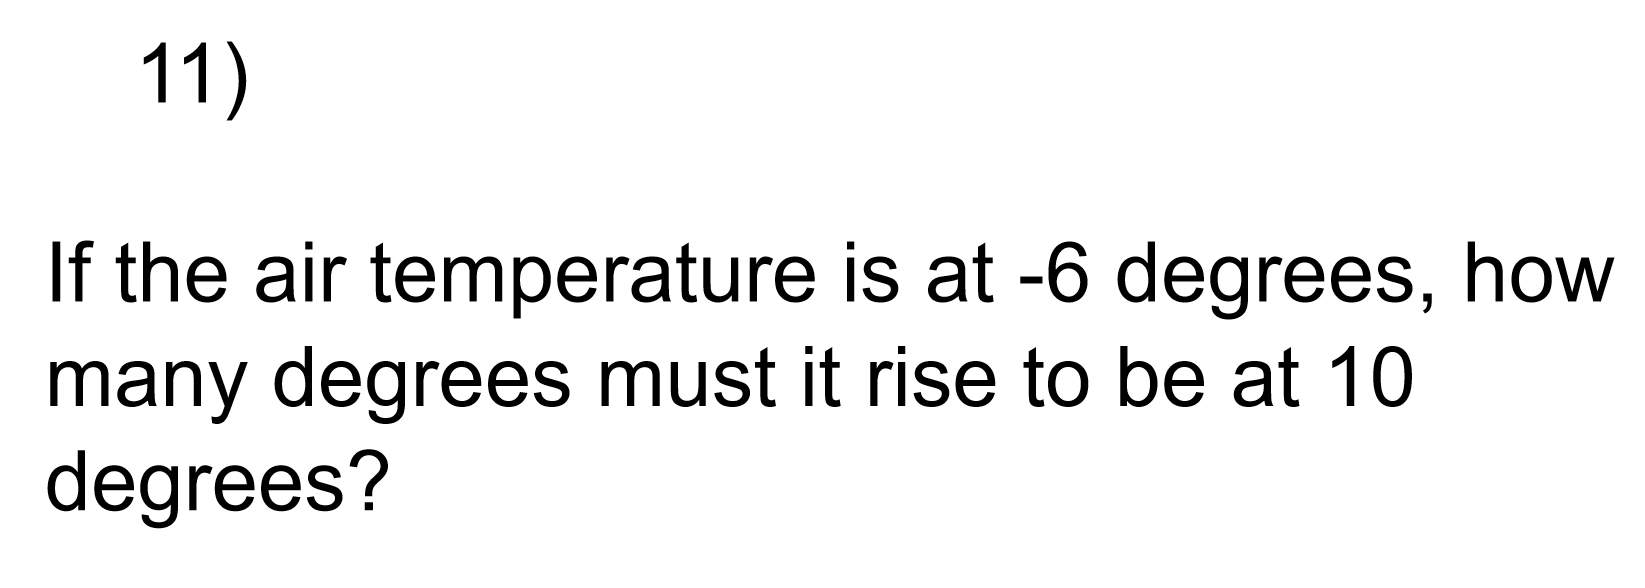 11)
If the air temperature is at -6 degrees, how
many degrees must it rise to be at 10
degrees?